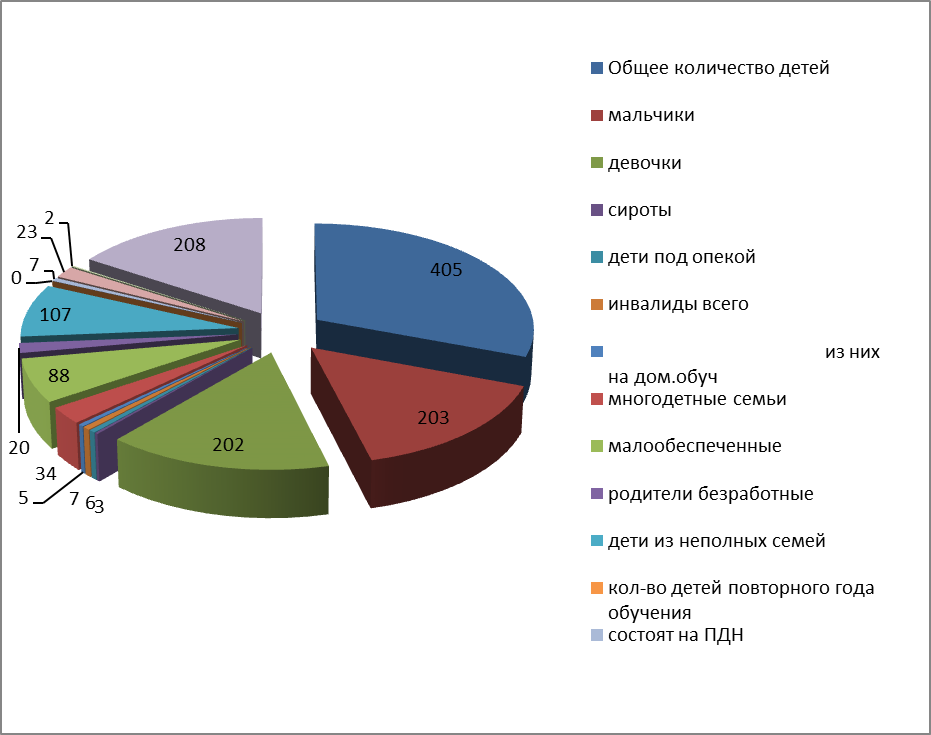 Общее количество детей
мальчики
девочки
сироты
дети под опекой
инвалиды всего
из них
на дом.обуч
многодетные семьи
малообеспеченные
родители безработные
дети из неполных семей
кол-во детей повторного года
обучения
состоят на ПДН
405
203
202
3
6
7
5
34
88
20
107
0
7
23
2
208